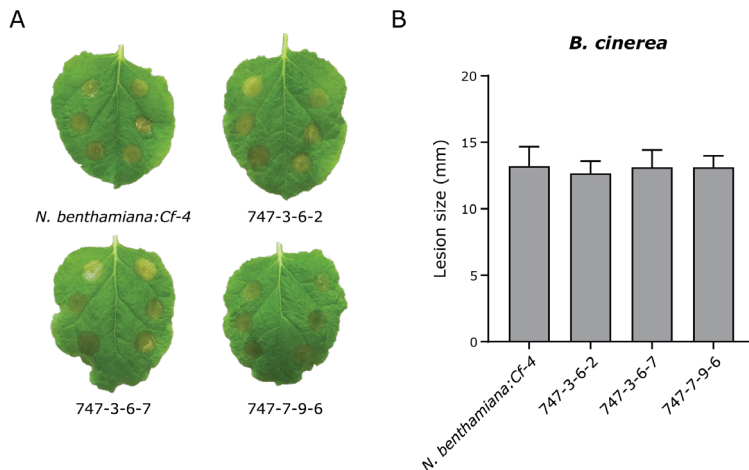 A
N. benthamiana:Cf-4
747-3-6-2
747-3-6-7
747-7-9-6
B
B. cinerea
Lesion size (mm)
20
15
10
5
0
N. benthamiana:Cf-4
747-3-6-2
747-3-6-7
747-7-9-6